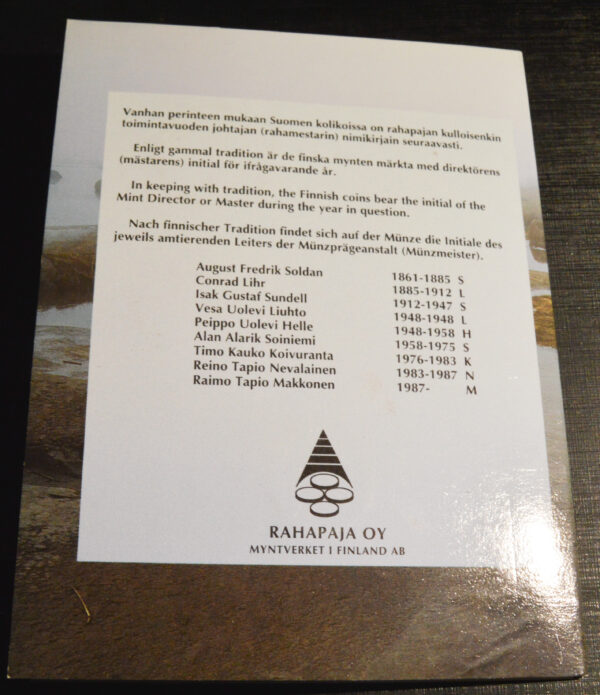 Vanhan perinteen mukaan Suomen kolikoissa on rahapajan kulloisenkin
toimintavuoden johtajan (rahamestarin) nimikirjain seuraavasti.
Enligt gammal tradition är de finska mynten märkta med direktörens
(mästarens) initial för ifrågavarande år.
In keeping with tradition, the Finnish coins bear the initial of the
Mint Director or Master during the year in question.
Nach finnischer Tradition findet sich auf der Münze die Initiale des
jeweils amtierenden Leiters der Münzprägeanstalt (Münzmeister).
August Fredrik Soldan 1861-1885 S
Conrad Lihr 1885-1912 L
Isak Gustaf Sundell 1912-1947 S
Vesa Uolevi Liuhto 1948-1948 L
Peippo Uolevi Helle 1948-1958 H
Alan Alarik Soiniemi 1958-1975 S
Timo Kauko Koivuranta 1976-1983 K
Reino Tapio Nevalainen 1983-1987 N
Raimo Tapio Makkonen 1987- M
RAHAPAJA OY
MYNTVERKET I FINLAND AB